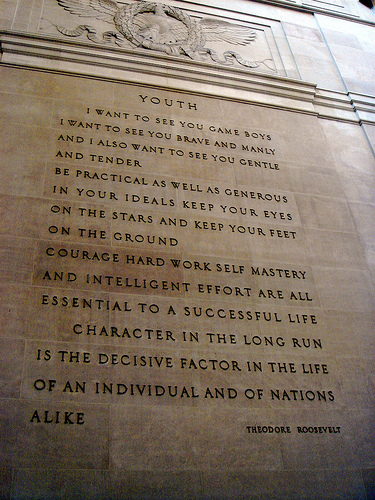 YOUTH
I WANT TO SEE YOU GAME BOYS
I WANT TO SEE YOU BRAVE AND MANLY
AND I ALSO WANT TO SEE YOU GENTLE
AND TENDER
BE PRACTICAL AS WELL AS GENEROUS
IN YOUR IDEALS KEEP YOUR EYES
ON THE STARS AND KEEP YOUR FEET
ON THE GROUND
COURAGE HARD WORK SELF MASTERY
AND INTELLIGENT EFFORT ARE ALL
ESSENTIAL TO A SUCCESSFUL LIFE
CHARACTER IN THE LONG RUN
IS THE DECISIVE FACTOR IN THE LIFE
OF AN INDIVIDUAL AND OF NATIONS
ALIKE
THEODORE ROOSEVELT